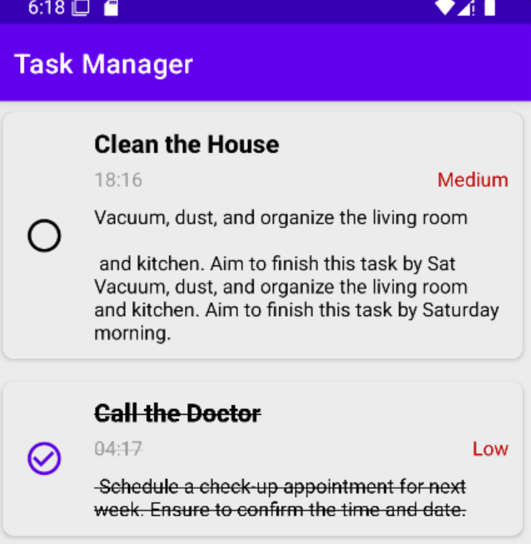 6:18
Task Manager
Clean the House
18:16
Medium
Vacuum, dust, and organize the living room
and kitchen. Aim to finish this task by Sat
Vacuum, dust, and organize the living room
and kitchen. Aim to finish this task by Saturday
morning.
Call the Doctor
04:17
Low
Schedule a check-up appointment for next
week. Ensure to confirm the time and date.